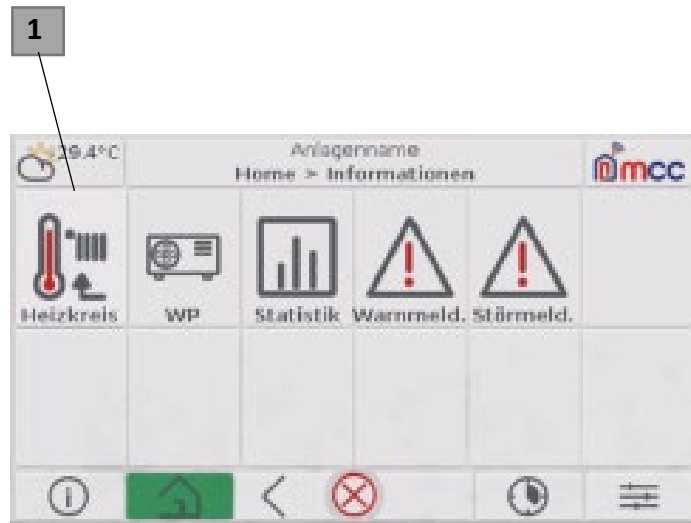 1
29.4°C
Anlagenname
Home > Informationen
mcc
Heizkreis
WP
Statistik
Warnmeld.
Störmeld.